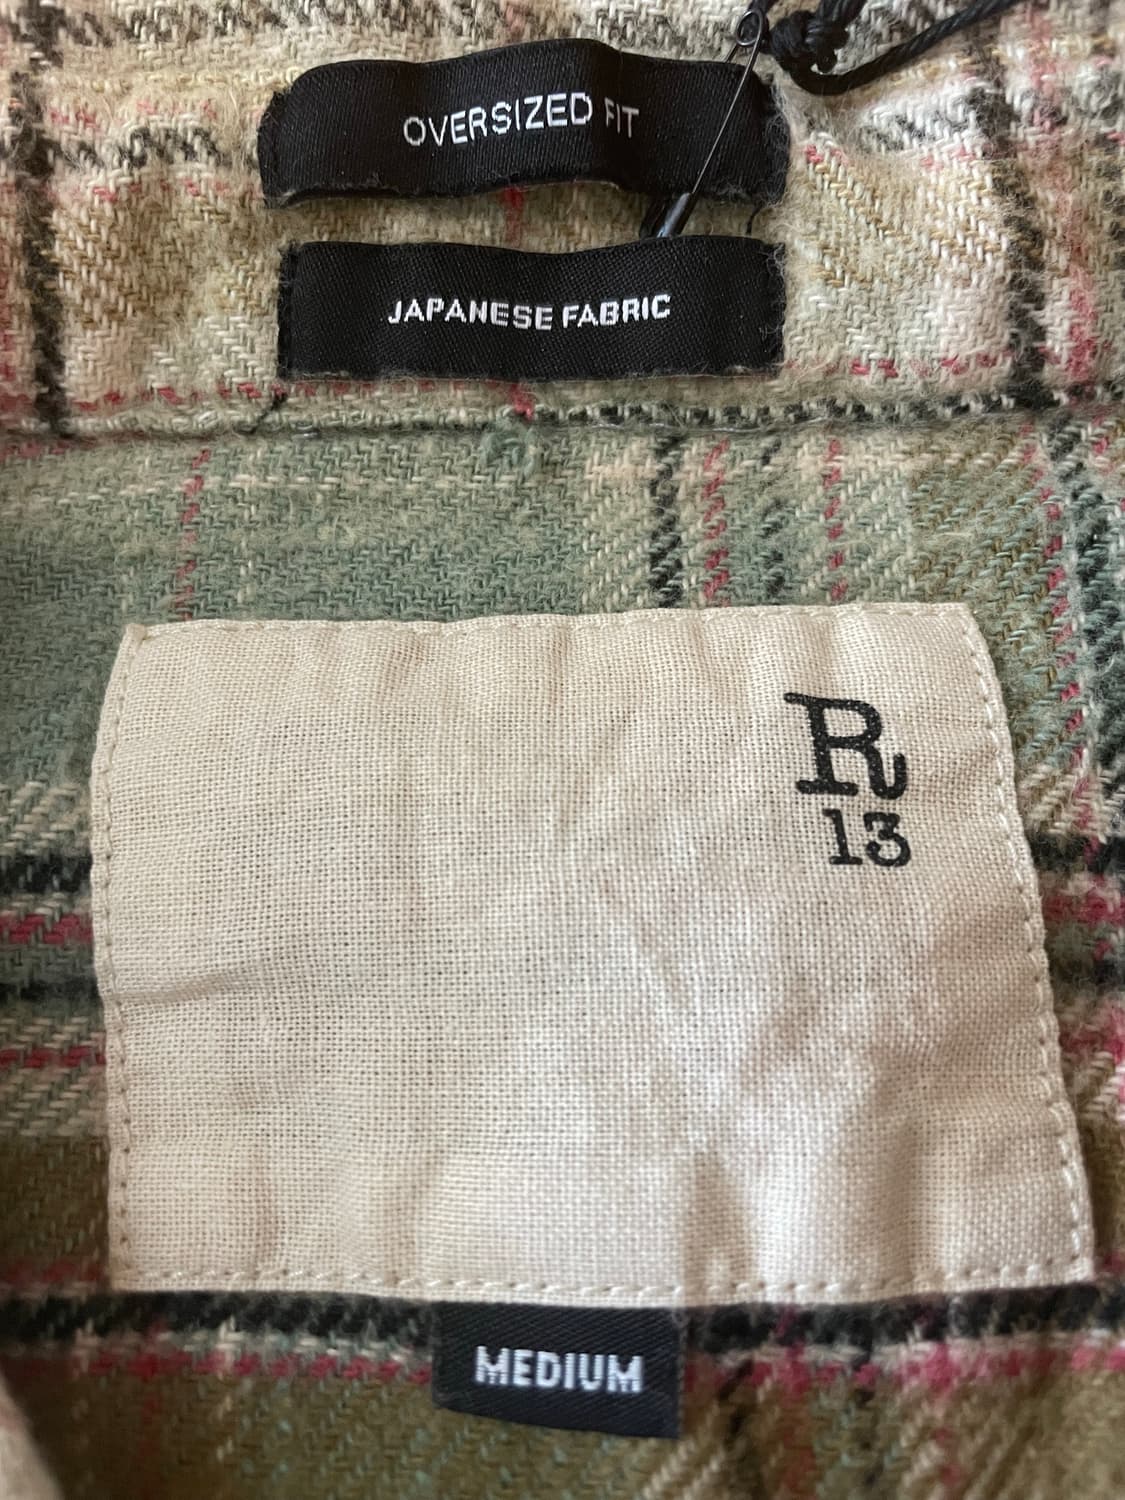 OVERSIZED FIT
JAPANESE FABRIC
R
13
MEDIUM